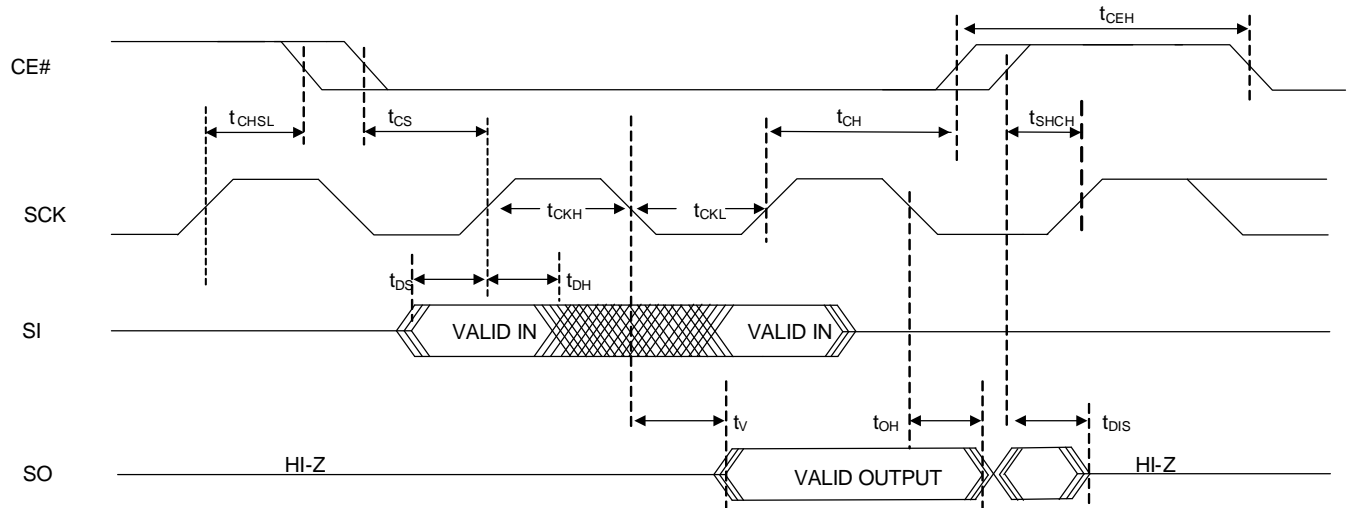 tCEH
CE#
tCHSL
tCS
tCH
tSHCH
SCK
tCKH
tCKL
tDS
tDH
SI
VALID IN
VALID IN
tV
tOH
tDIS
SO
HI-Z
VALID OUTPUT
HI-Z